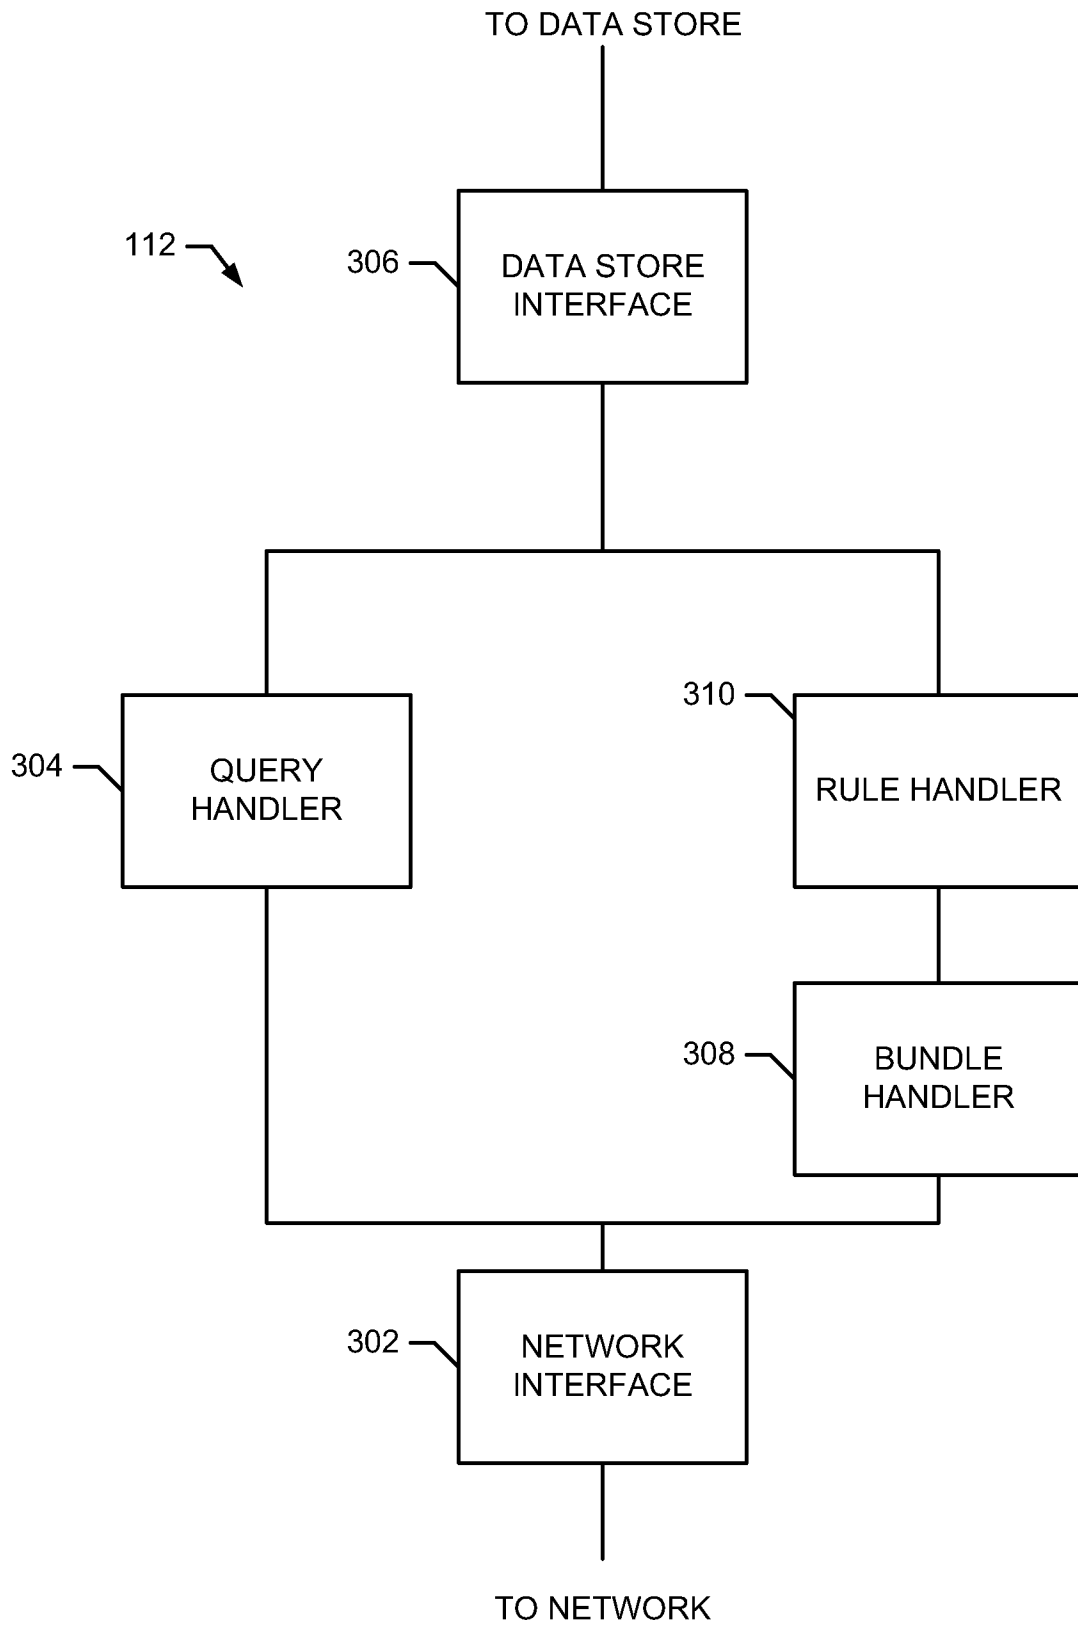 TO DATA STORE
112
306
DATA STORE
INTERFACE
310
304
QUERY
HANDLER
RULE HANDLER
308
BUNDLE
HANDLER
302
NETWORK
INTERFACE
TO NETWORK